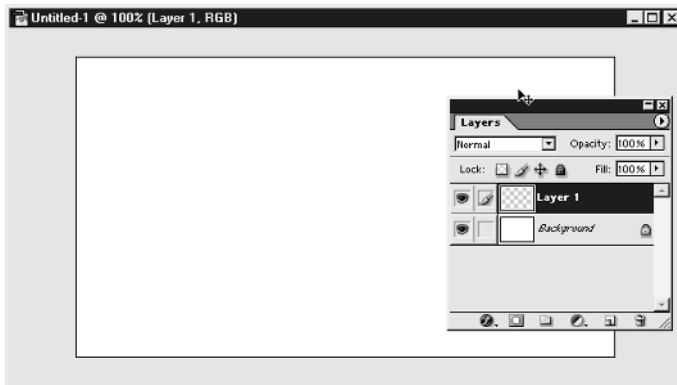 Untitled-1 @ 100% (Layer 1, RGB)
Layers
Normal Opacity: 100%
Lock: Fill: 100%
Layer 1
Background